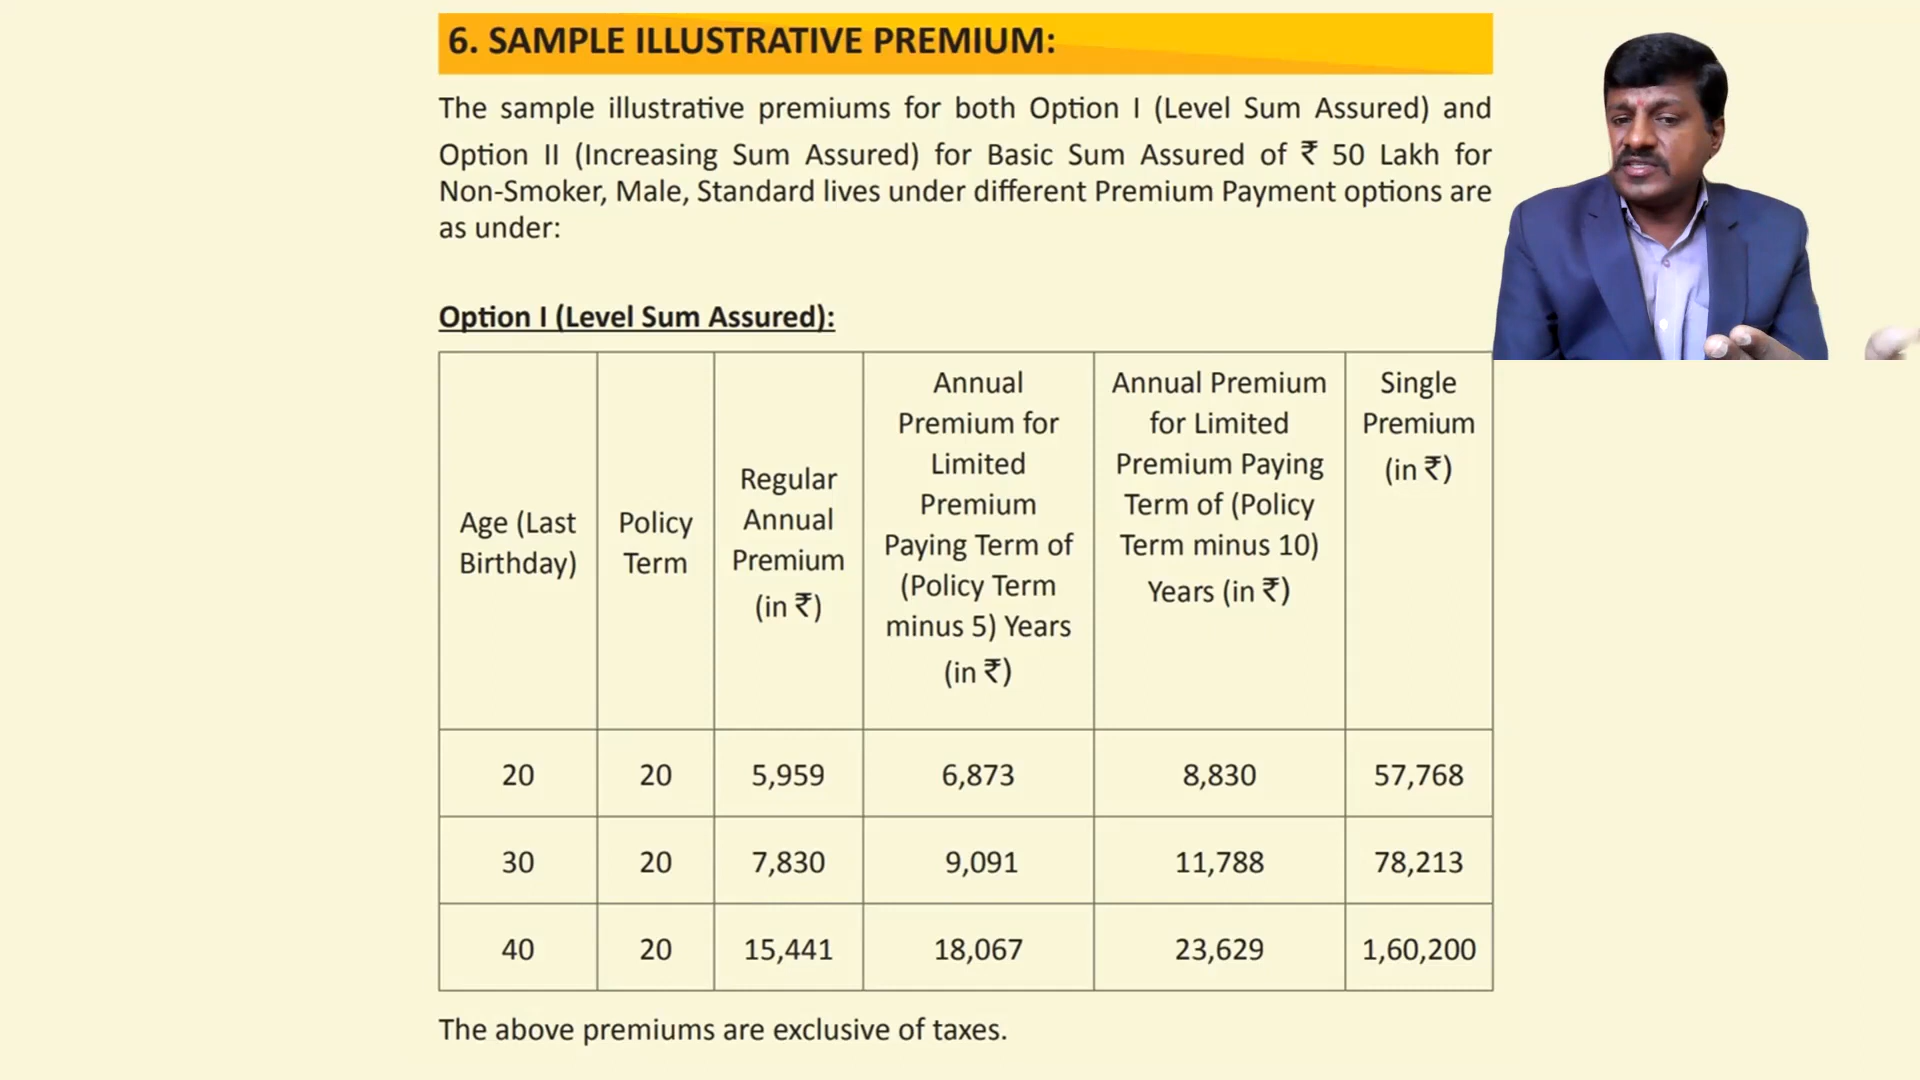 6. SAMPLE ILLUSTRATIVE PREMIUM:
The sample illustrative premiums for both Option I (Level Sum Assured) and
Option II (Increasing Sum Assured) for Basic Sum Assured of ₹ 50 Lakh for
Non-Smoker, Male, Standard lives under different Premium Payment options are
as under:
Option I (Level Sum Assured):
Age (Last
Birthday)
Policy
Term
Regular
Annual
Premium
(in ₹)
Annual
Premium for
Limited
Premium
Paying Term of
(Policy Term
minus 5) Years
(in ₹)
Annual Premium
for Limited
Premium Paying
Term of (Policy
Term minus 10)
Years (in ₹)
Single
Premium
(in ₹)
20 20 5,959 6,873 8,830 57,768
30 20 7,830 9,091 11,788 78,213
40 20 15,441 18,067 23,629 1,60,200
The above premiums are exclusive of taxes.